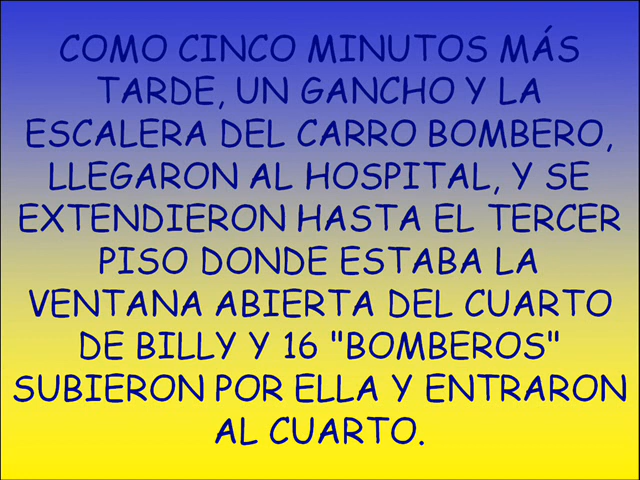 COMO CINCO MINUTOS MÁS
TARDE, UN GANCHO Y LA
ESCALERA DEL CARRO BOMBERO,
LLEGARON AL HOSPITAL, Y SE
EXTENDIERON HASTA EL TERCER
PISO DONDE ESTABA LA
VENTANA ABIERTA DEL CUARTO
DE BILLY Y 16 "BOMBEROS"
SUBIERON POR ELLA Y ENTRARON
AL CUARTO.